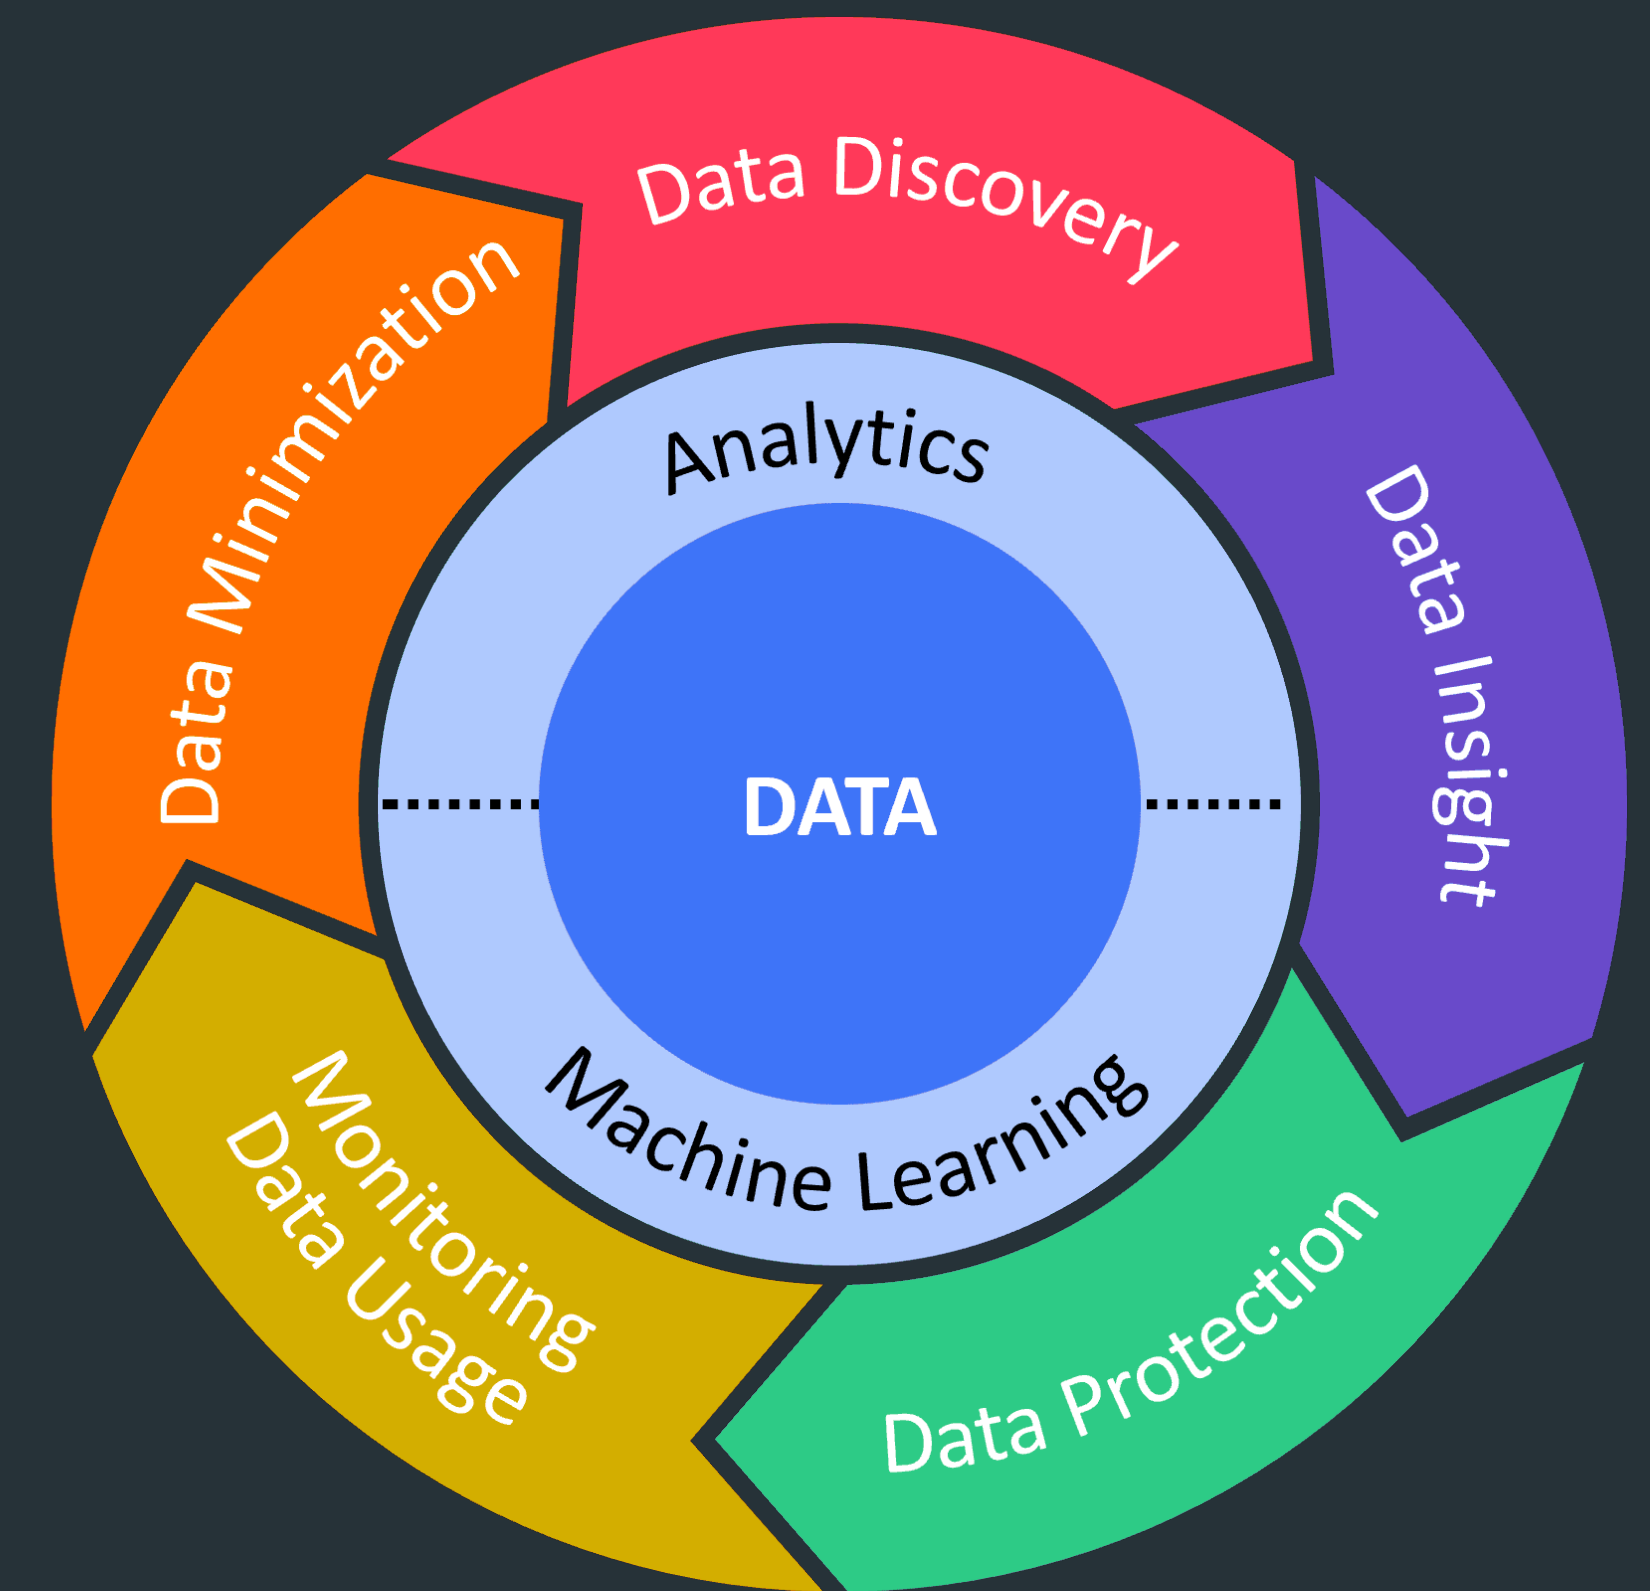 Data Discovery
Data Insight
Data Protection
Monitoring
Data Usage
Data Minimization
Analytics
DATA
Machine Learning